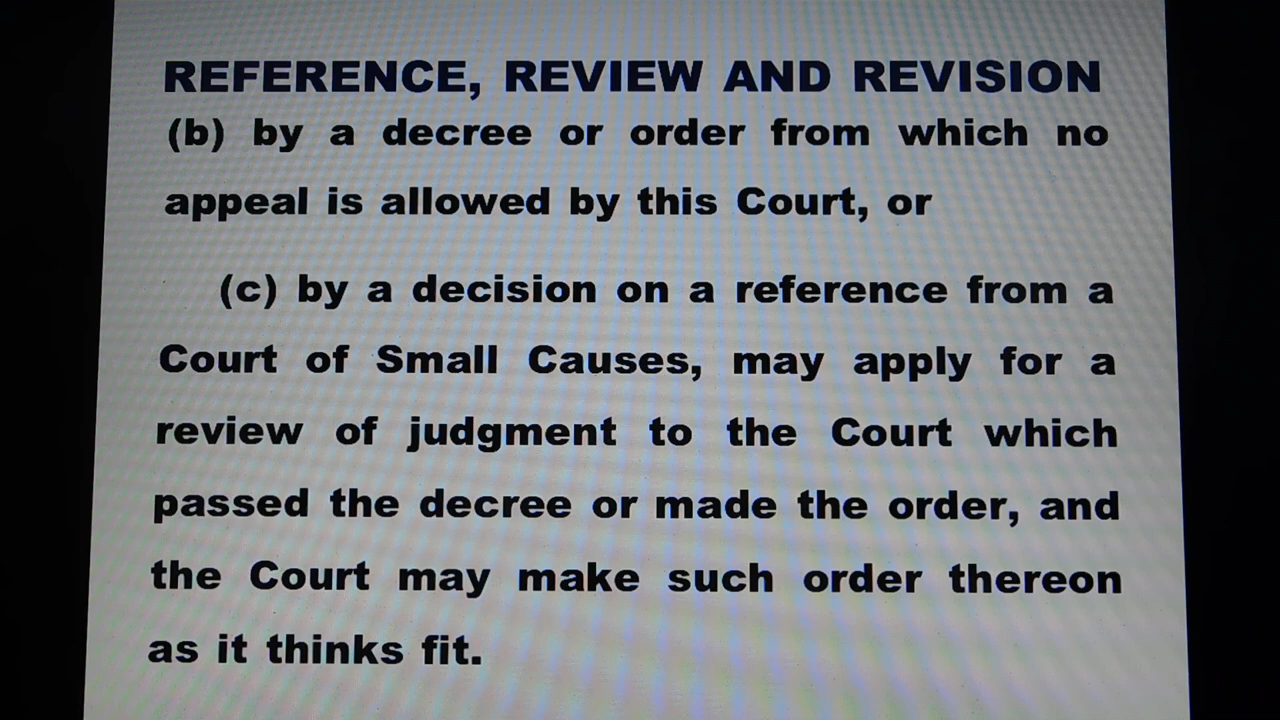 REFERENCE, REVIEW AND REVISION
(b) by a decree or order from which no
appeal is allowed by this Court, or
(c) by a decision on a reference from a
Court of Small Causes, may apply for a
review of judgment to the Court which
passed the decree or made the order, and
the Court may make such order thereon
as it thinks fit.